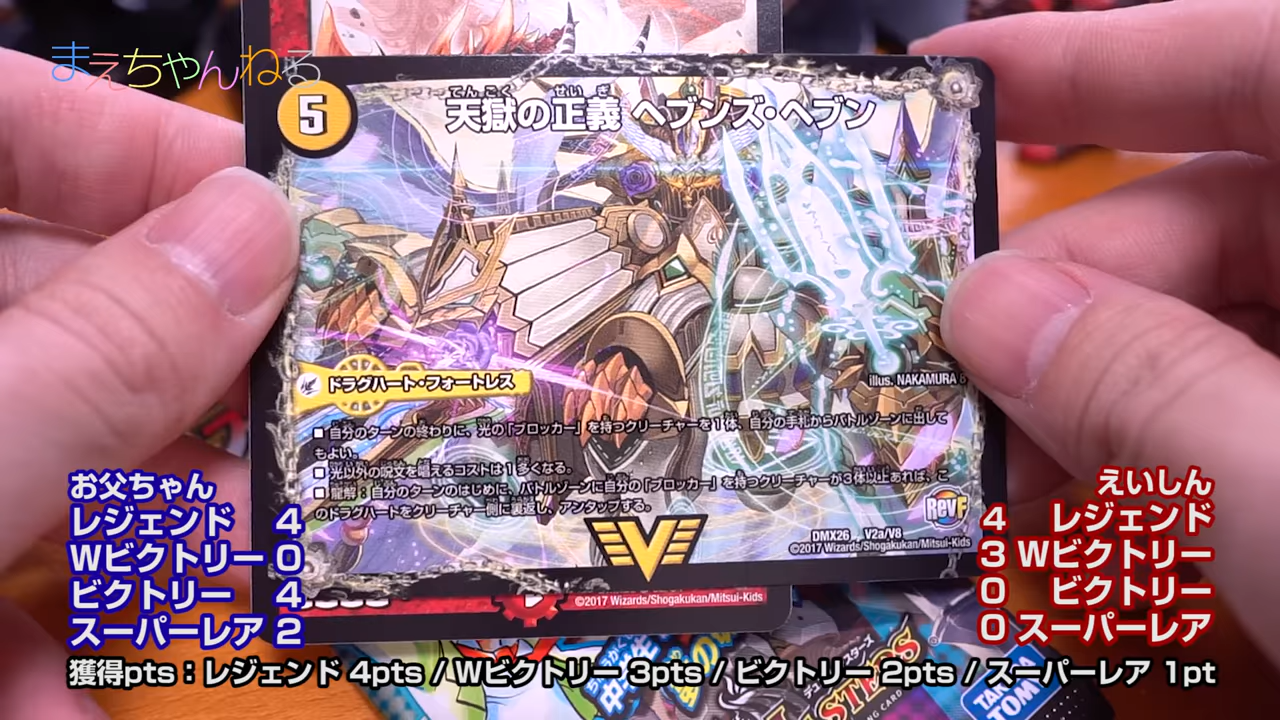 まえちゃんねる
5
てんごく せいぎ
天獄の正義 ヘブンズ・ヘブン
illus. NAKAMURA 8
ドラグハート・フォートレス
■ 自分のターンの終わりに、光の「ブロッカー」を持つクリーチャーを1体、自分の手札からバトルゾーンに出して
もよい。
■ 光以外の呪文を唱えるコストは1多くなる。
■ 龍解：自分のターンのはじめに、バトルゾーンに自分の「ブロッカー」を持つクリーチャーが3体以上あれば、こ
のドラグハートをクリーチャー側に裏返し、アンタップする。
RevF
V
DMX26 V2a/V8
©2017 Wizards/Shogakukan/Mitsui-Kids
©2017 Wizards/Shogakukan/Mitsui-Kids
お父ちゃん
レジェンド 4
Wビクトリー 0
ビクトリー 4
スーパーレア 2
えいしん
4 レジェンド
3 Wビクトリー
0 ビクトリー
0 スーパーレア
TOMY
獲得pts：レジェンド 4pts / Wビクトリー 3pts / ビクトリー 2pts / スーパーレア 1pt